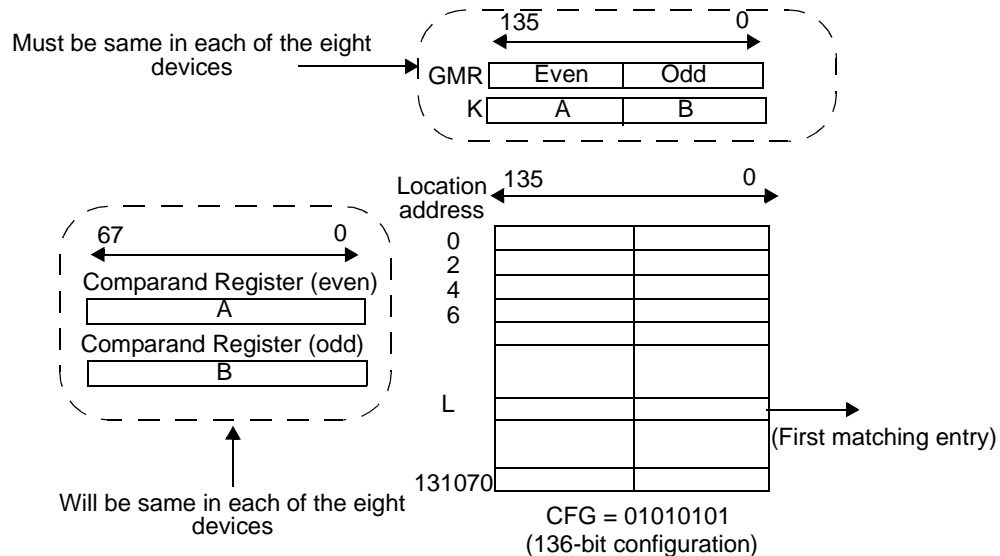 Must be same in each of the eight
devices
135 0
GMR Even Odd
K A B
Location
address
135 0
0
2
4
6
L
131070
67 0
Comparand Register (even)
A
Comparand Register (odd)
B
Will be same in each of the eight
devices
(First matching entry)
CFG = 01010101
(136-bit configuration)